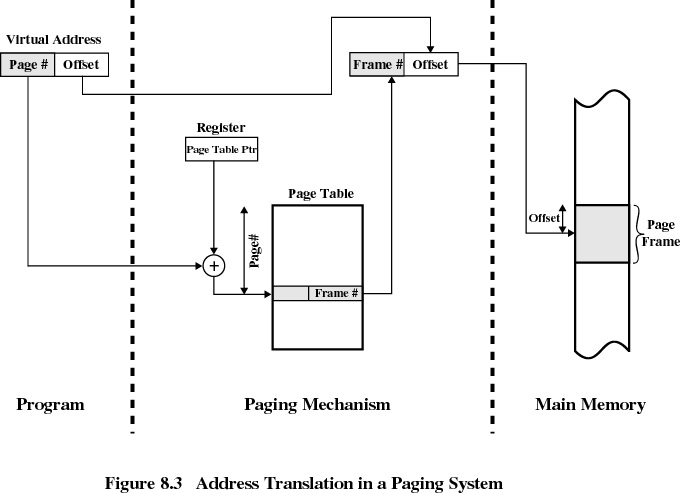 Virtual Address
Page # Offset
Frame # Offset
Register
Page Table Ptr
Page Table
Page#
+
Frame #
Offset
Page
Frame
Program
Paging Mechanism
Main Memory
Figure 8.3 Address Translation in a Paging System